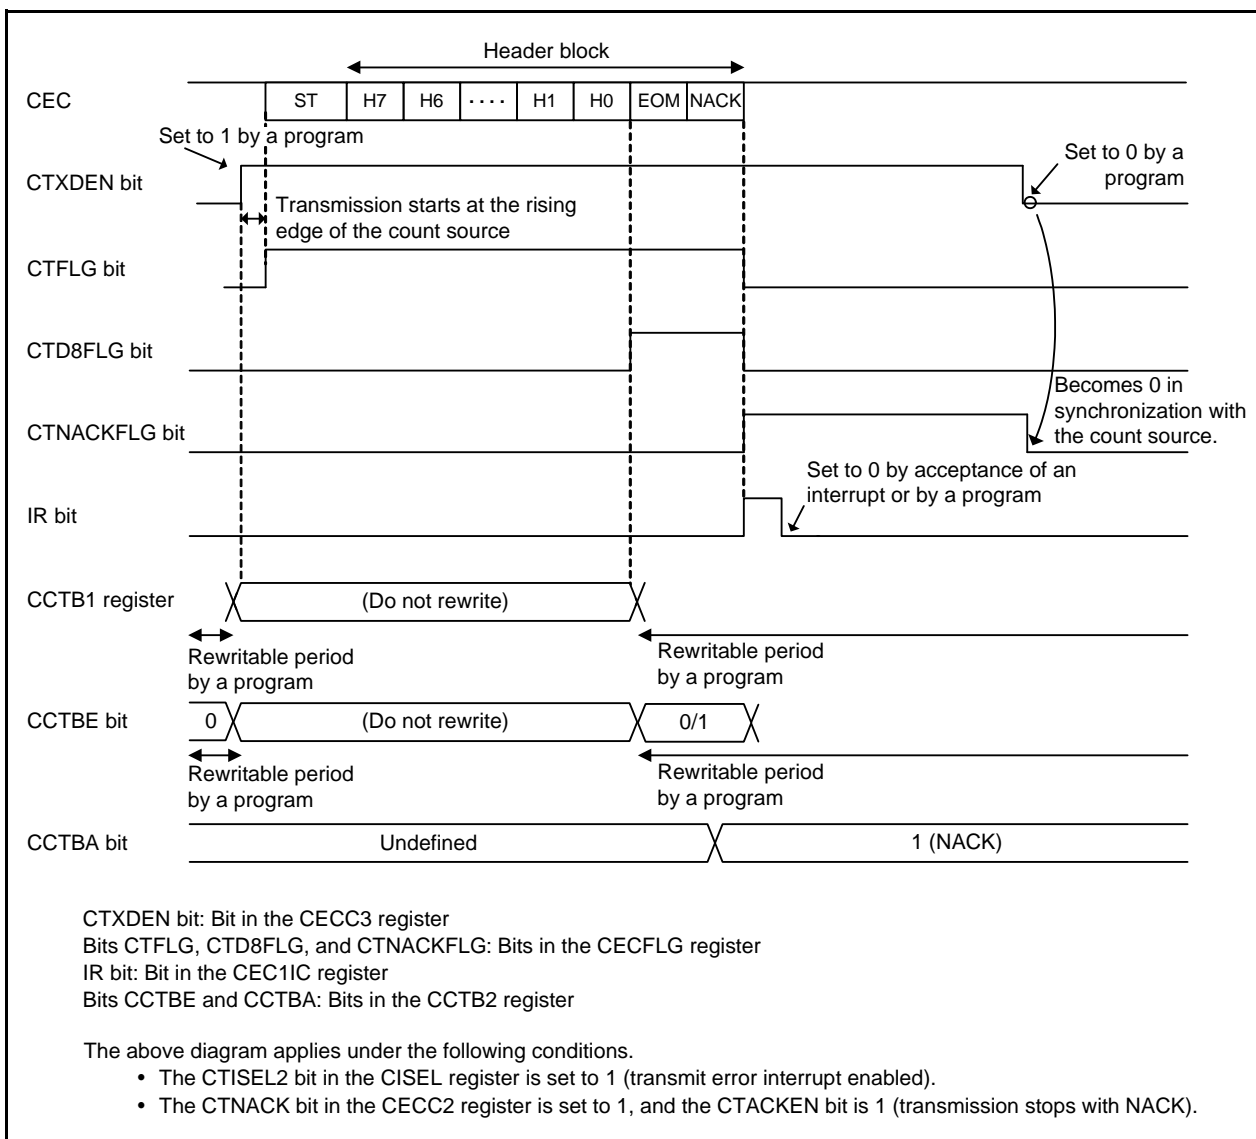 Header block
CEC
ST H7 H6 ···· H1 H0 EOM NACK
Set to 1 by a program
CTXDEN bit
Set to 0 by a
program
Transmission starts at the rising
edge of the count source
CTFLG bit
CTD8FLG bit
Becomes 0 in
synchronization with
the count source.
CTNACKFLG bit
Set to 0 by acceptance of an
interrupt or by a program
IR bit
CCTB1 register
(Do not rewrite)
Rewritable period
by a program
Rewritable period
by a program
CCTBE bit
0 (Do not rewrite) 0/1
Rewritable period
by a program
Rewritable period
by a program
CCTBA bit
Undefined 1 (NACK)
CTXDEN bit: Bit in the CECC3 register
Bits CTFLG, CTD8FLG, and CTNACKFLG: Bits in the CECFLG register
IR bit: Bit in the CEC1IC register
Bits CCTBE and CCTBA: Bits in the CCTB2 register
The above diagram applies under the following conditions.
• The CTISEL2 bit in the CISEL register is set to 1 (transmit error interrupt enabled).
• The CTNACK bit in the CECC2 register is set to 1, and the CTACKEN bit is 1 (transmission stops with NACK).